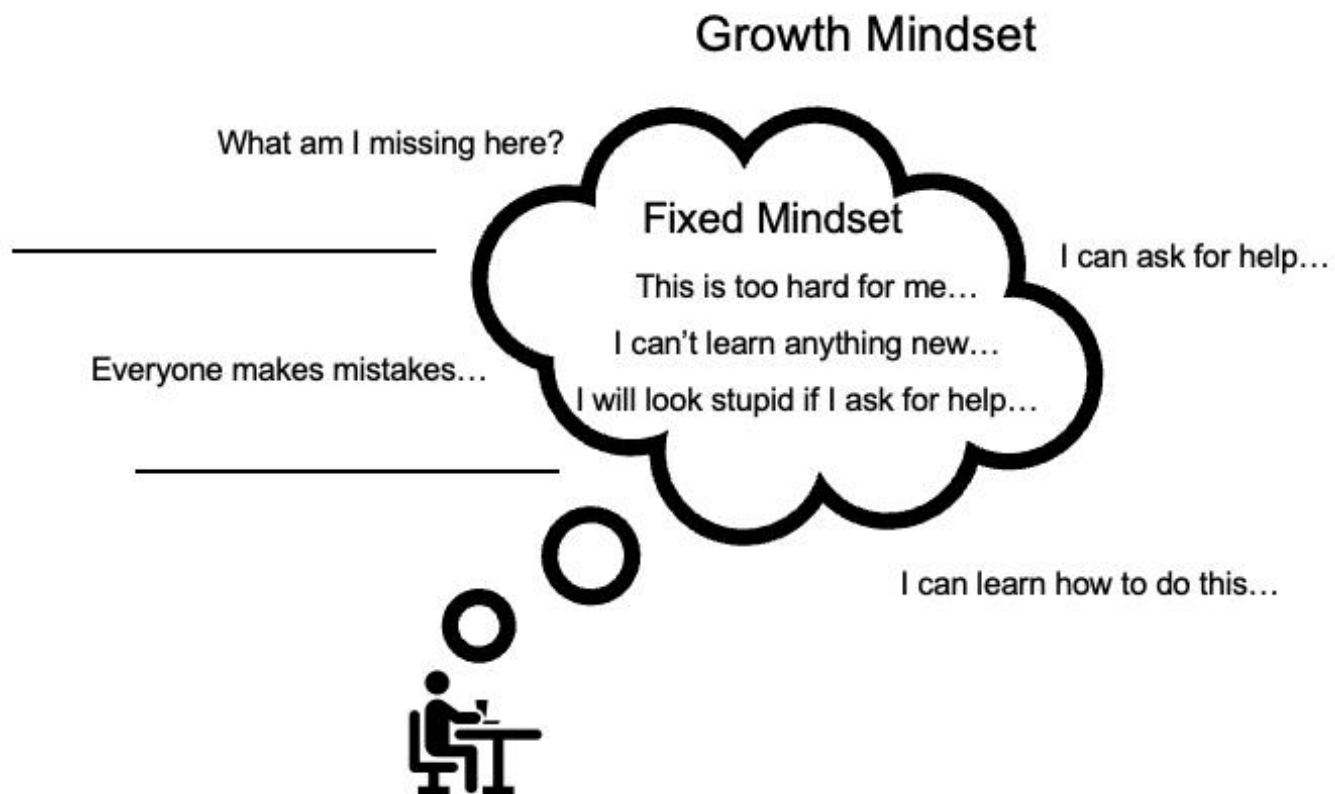 Growth Mindset
What am I missing here?
Fixed Mindset
I can ask for help…
This is too hard for me…
I can’t learn anything new…
Everyone makes mistakes…
I will look stupid if I ask for help…
I can learn how to do this…